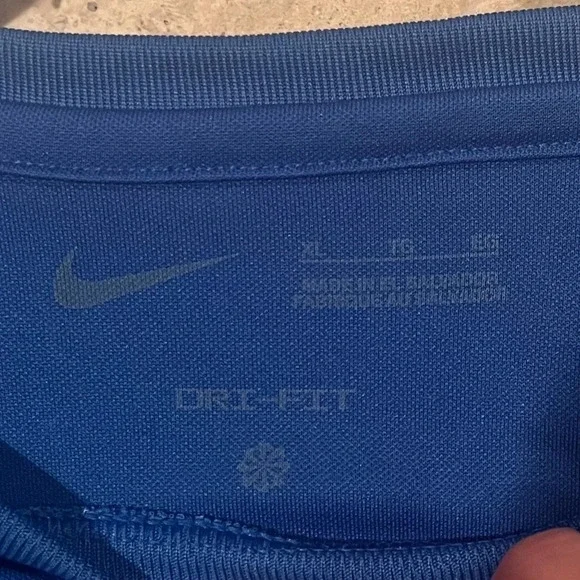 XL TG EG
MADE IN EL SALVADOR
FABRIQUE AU SALVADOR
DRI-FIT